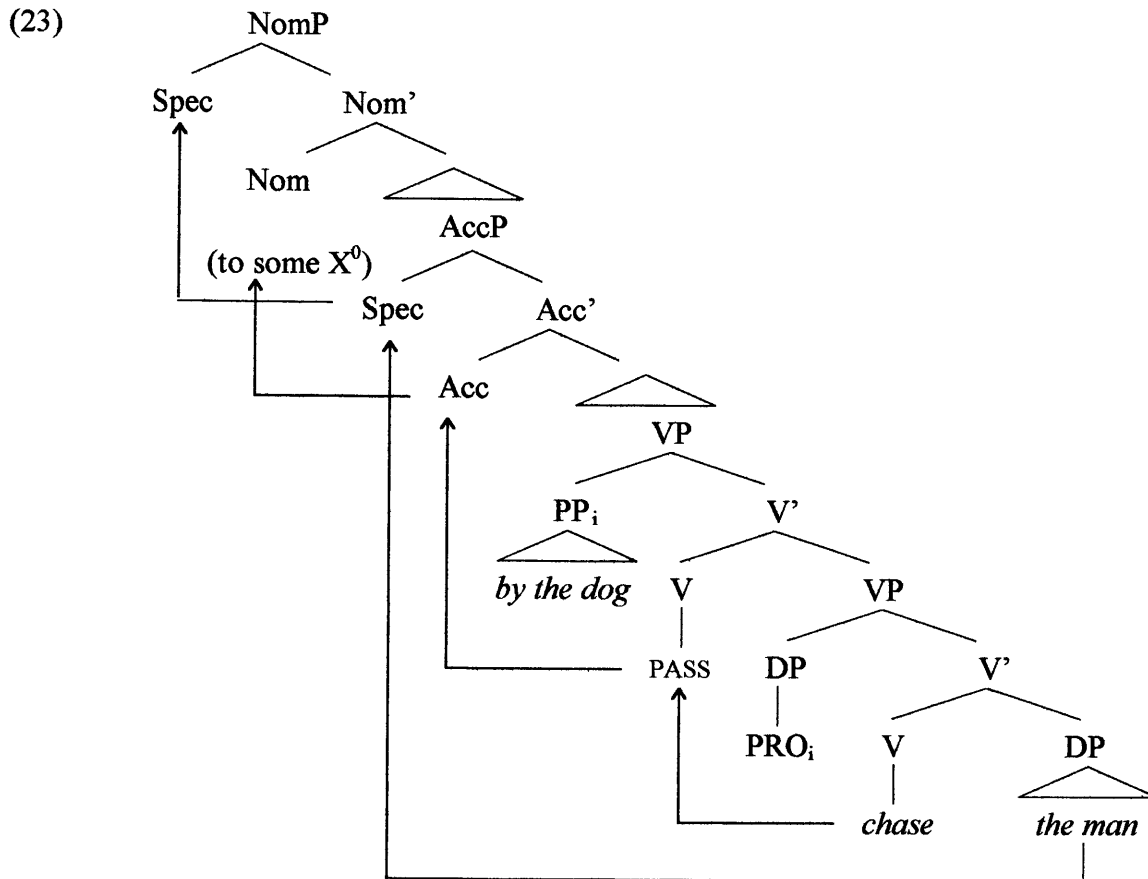 (23) NomP
Spec Nom’
Nom
AccP
(to some X⁰)
Spec Acc’
Acc
VP
PPᵢ V’
by the dog V VP
PASS DP V’
PROᵢ V DP
chase the man